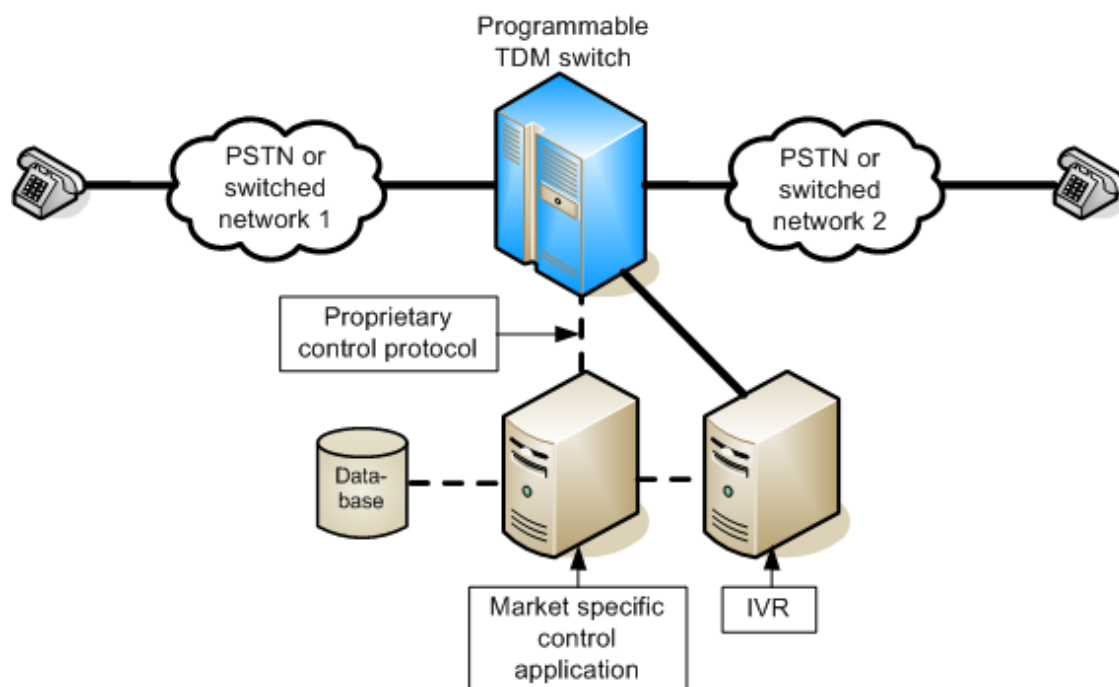 Programmable
TDM switch
PSTN or
switched
network 1
PSTN or
switched
network 2
Proprietary
control protocol
Data-
base
Market specific
control
application
IVR